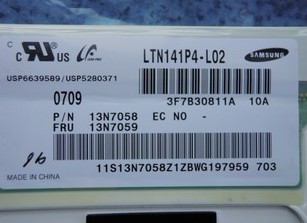 c RU US LTN141P4-L02 SAMSUNG
USP6639589/USP5280371
0709 3F7B30811A 10A
P/N 13N7058 EC NO -
FRU 13N7059
11S13N7058Z1ZBWG197959 703
MADE IN CHINA